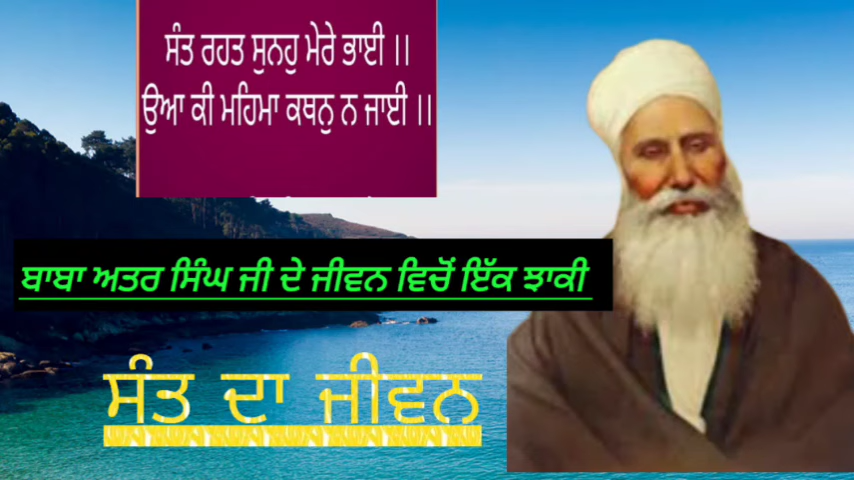 ਸੰਤ ਰਹਤ ਸੁਨਹੁ ਮੇਰੇ ਭਾਈ ॥
ਉਆ ਕੀ ਮਹਿਮਾ ਕਥਨੁ ਨ ਜਾਈ ॥
ਬਾਬਾ ਅਤਰ ਸਿੰਘ ਜੀ ਦੇ ਜੀਵਨ ਵਿਚੋਂ ਇੱਕ ਝਾਕੀ
ਸੰਤ ਦਾ ਜੀਵਨ